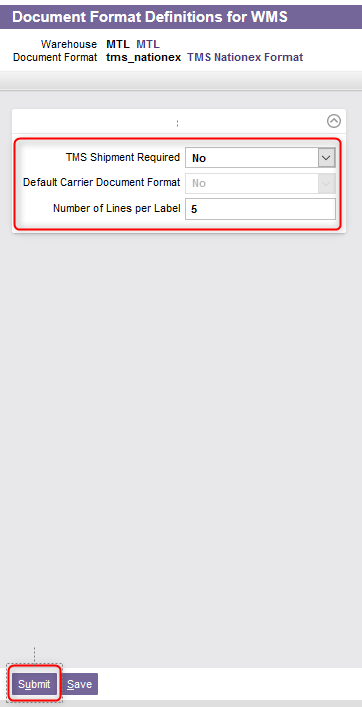 Document Format Definitions for WMS
Warehouse MTL MTL
Document Format tms_nationex TMS Nationex Format
TMS Shipment Required No
Default Carrier Document Format No
Number of Lines per Label 5
Submit Save